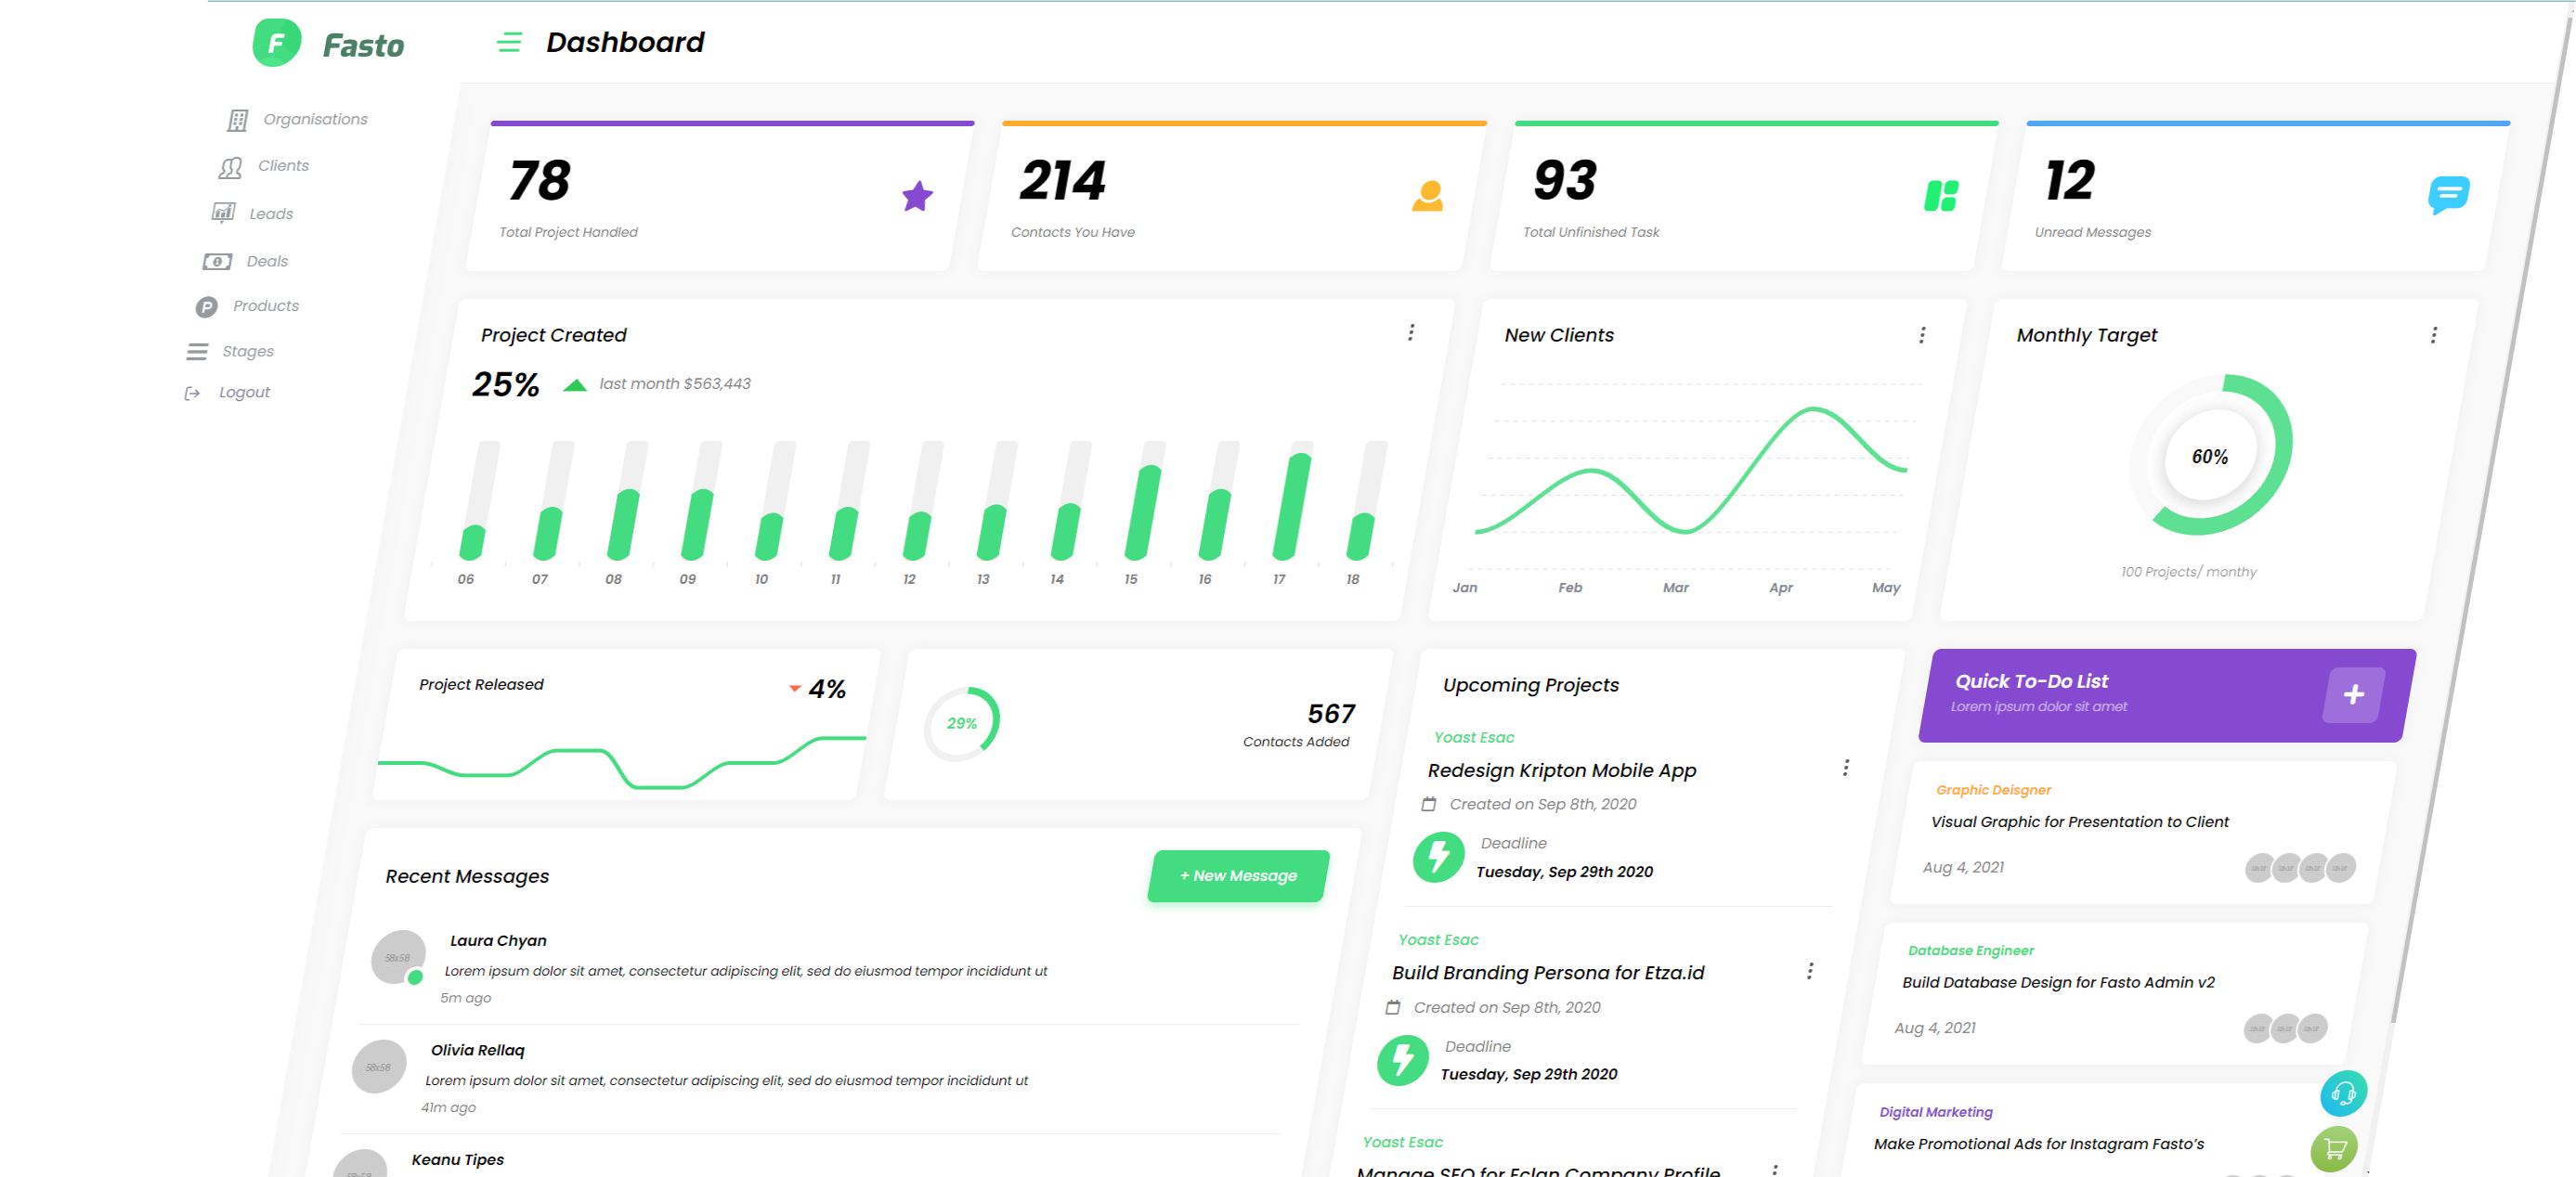 F Fasto
Dashboard
Organisations
Clients
Leads
Deals
Products
Stages
Logout
78
Total Project Handled
214
Contacts You Have
93
Total Unfinished Task
12
Unread Messages
Project Created
25% last month $563,443
06 07 08 09 10 11 12 13 14 15 16 17 18
New Clients
Jan Feb Mar Apr May
Monthly Target
60%
100 Projects/ monthy
Project Released
4%
29%
567
Contacts Added
Recent Messages
+ New Message
58x58
Laura Chyan
Lorem ipsum dolor sit amet, consectetur adipiscing elit, sed do eiusmod tempor incididunt ut
5m ago
58x58
Olivia Rellaq
Lorem ipsum dolor sit amet, consectetur adipiscing elit, sed do eiusmod tempor incididunt ut
41m ago
58x58
Keanu Tipes
Upcoming Projects
Yoast Esac
Redesign Kripton Mobile App
Created on Sep 8th, 2020
Deadline
Tuesday, Sep 29th 2020
Yoast Esac
Build Branding Persona for Etza.id
Created on Sep 8th, 2020
Deadline
Tuesday, Sep 29th 2020
Yoast Esac
Manage SEO for Eclan Company Profile
Quick To-Do List
Lorem ipsum dolor sit amet
+
Graphic Deisgner
Visual Graphic for Presentation to Client
Aug 4, 2021
Database Engineer
Build Database Design for Fasto Admin v2
Aug 4, 2021
Digital Marketing
Make Promotional Ads for Instagram Fasto's